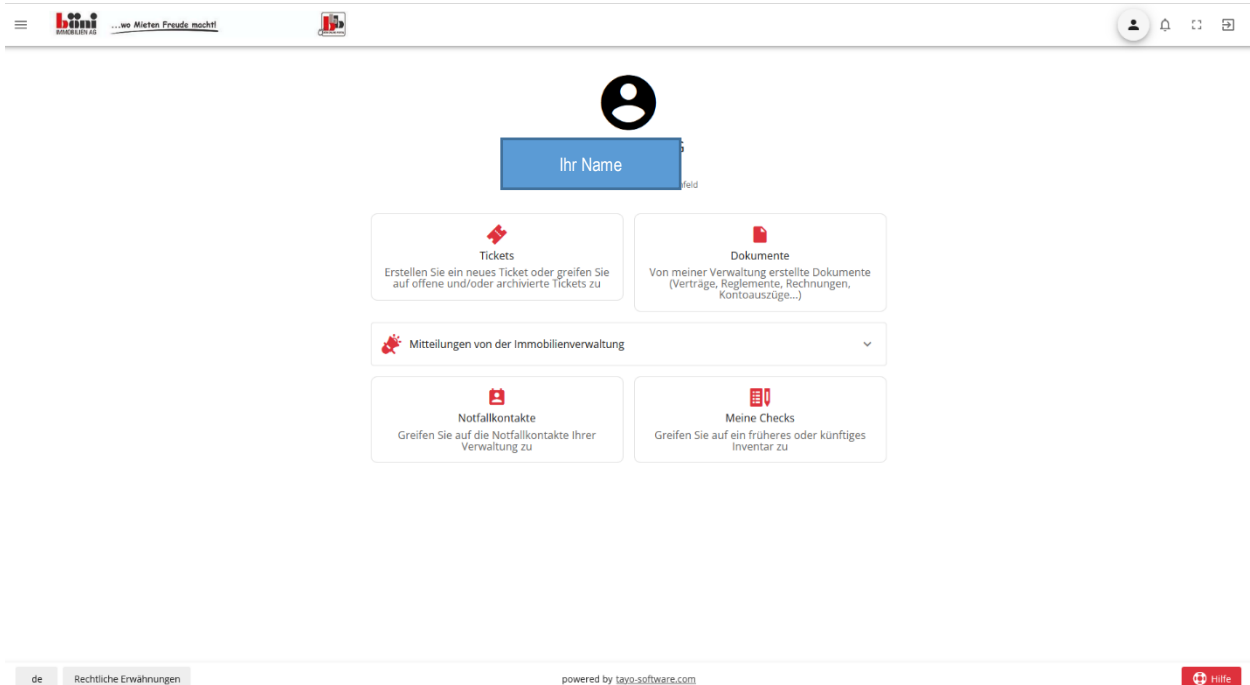 böni
IMMOBILIEN AG
...wo Mieten Freude macht!
Ihr Name
Tickets
Erstellen Sie ein neues Ticket oder greifen Sie
auf offene und/oder archivierte Tickets zu
Dokumente
Von meiner Verwaltung erstellte Dokumente
(Verträge, Reglemente, Rechnungen,
Kontoauszüge...)
Mitteilungen von der Immobilienverwaltung
Notfallkontakte
Greifen Sie auf die Notfallkontakte Ihrer
Verwaltung zu
Meine Checks
Greifen Sie auf ein früheres oder künftiges
Inventar zu
de
Rechtliche Erwähnungen
powered by tayo-software.com
Hilfe